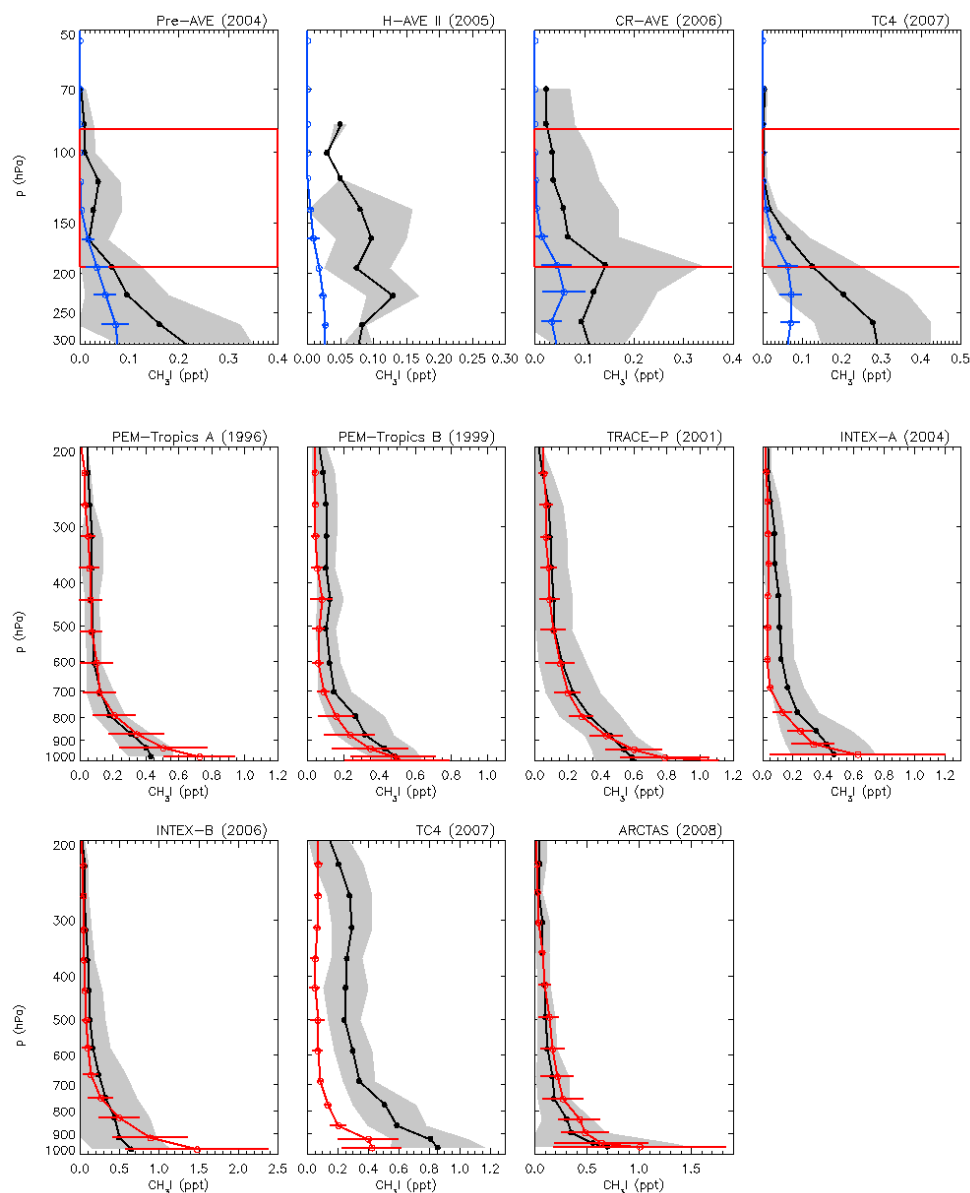 Pre-AVE (2004)
H-AVE II (2005)
CR-AVE (2006)
TC4 (2007)
50
70
100
150
200
250
300
p (hPa)
0.0 0.1 0.2 0.3 0.4
0.0 0.05 0.10 0.15 0.20 0.25 0.30
0.0 0.1 0.2 0.3 0.4
0.0 0.1 0.2 0.3 0.4 0.5
CH3I (ppt)
CH3I (ppt)
CH3I (ppt)
CH3I (ppt)
PEM-Tropics A (1996)
PEM-Tropics B (1999)
TRACE-P (2001)
INTEX-A (2004)
200
300
400
500
600
700
800
900
1000
p (hPa)
0.0 0.2 0.4 0.6 0.8 1.0 1.2
0.0 0.2 0.4 0.6 0.8 1.0
0.0 0.2 0.4 0.6 0.8 1.0 1.2
0.0 0.2 0.4 0.6 0.8 1.0 1.2
CH3I (ppt)
CH3I (ppt)
CH3I (ppt)
CH3I (ppt)
INTEX-B (2006)
TC4 (2007)
ARCTAS (2008)
200
300
400
500
600
700
800
900
1000
p (hPa)
0.0 0.5 1.0 1.5 2.0 2.5
0.0 0.2 0.4 0.6 0.8 1.0 1.2
0.0 0.5 1.0 1.5
CH3I (ppt)
CH3I (ppt)
CH3I (ppt)